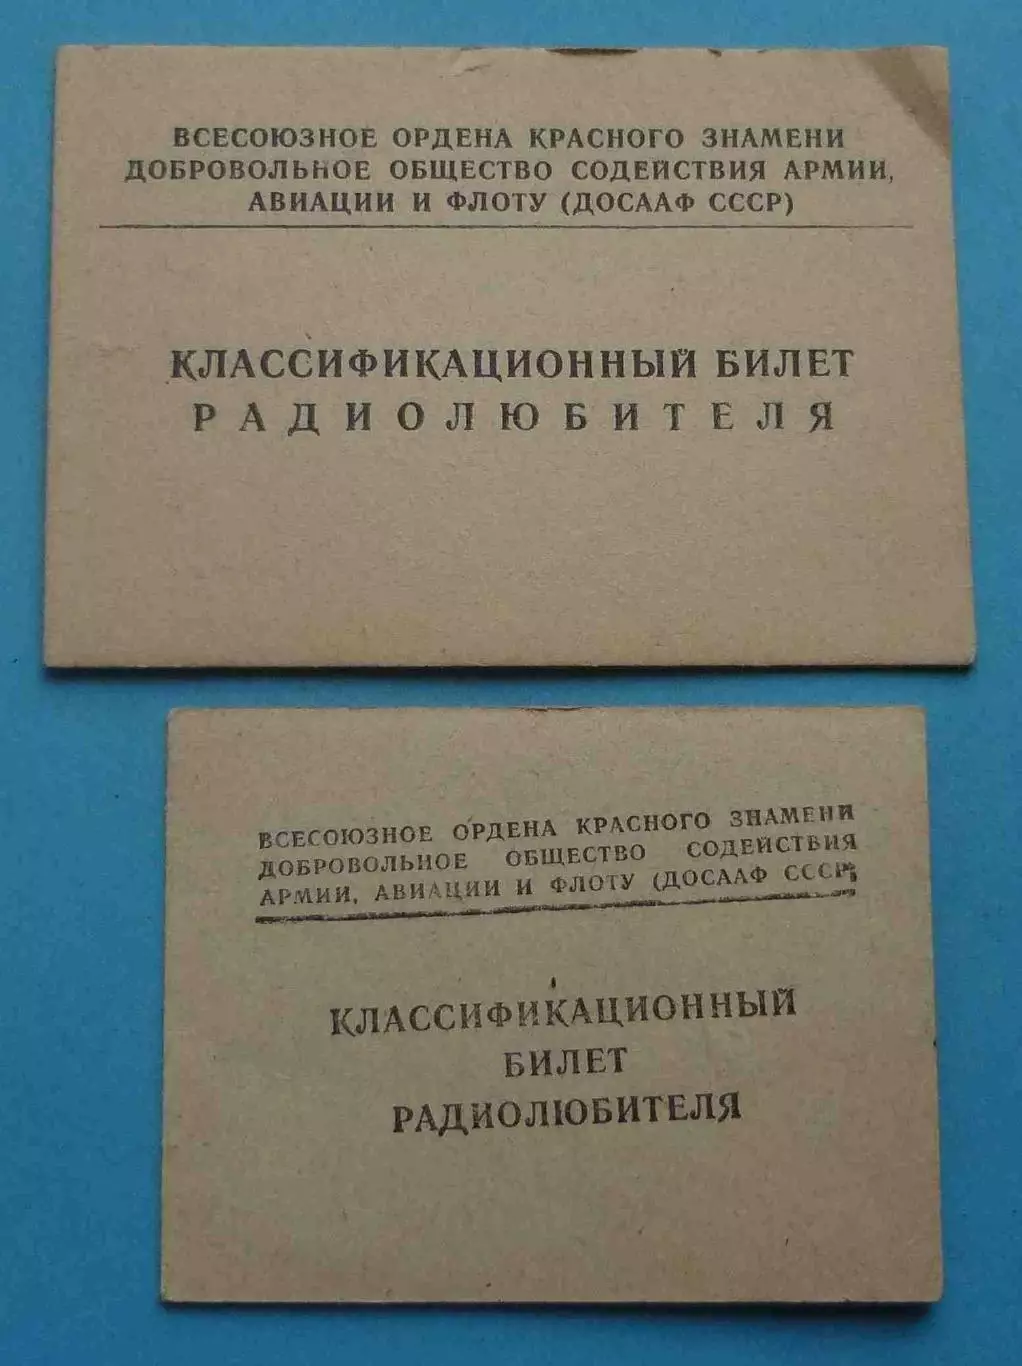 ВСЕСОЮЗНОЕ ОРДЕНА КРАСНОГО ЗНАМЕНИ
ДОБРОВОЛЬНОЕ ОБЩЕСТВО СОДЕЙСТВИЯ АРМИИ,
АВИАЦИИ И ФЛОТУ (ДОСААФ СССР)
КЛАССИФИКАЦИОННЫЙ БИЛЕТ
РАДИОЛЮБИТЕЛЯ
ВСЕСОЮЗНОЕ ОРДЕНА КРАСНОГО ЗНАМЕНИ
ДОБРОВОЛЬНОЕ ОБЩЕСТВО СОДЕЙСТВИЯ
АРМИИ, АВИАЦИИ И ФЛОТУ (ДОСААФ СССР)
КЛАССИФИКАЦИОННЫЙ
БИЛЕТ
РАДИОЛЮБИТЕЛЯ